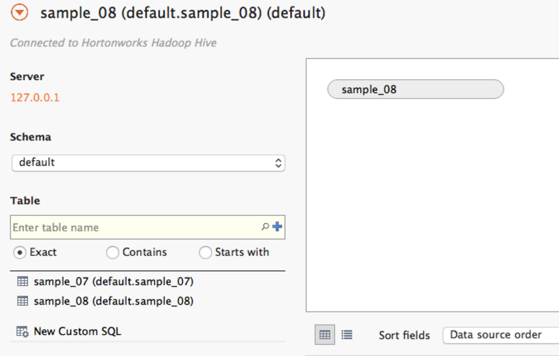 sample_08 (default.sample_08) (default)
Connected to Hortonworks Hadoop Hive
Server
127.0.0.1
Schema
default
Table
Enter table name
Exact Contains Starts with
sample_07 (default.sample_07)
sample_08 (default.sample_08)
New Custom SQL
sample_08
Sort fields Data source order